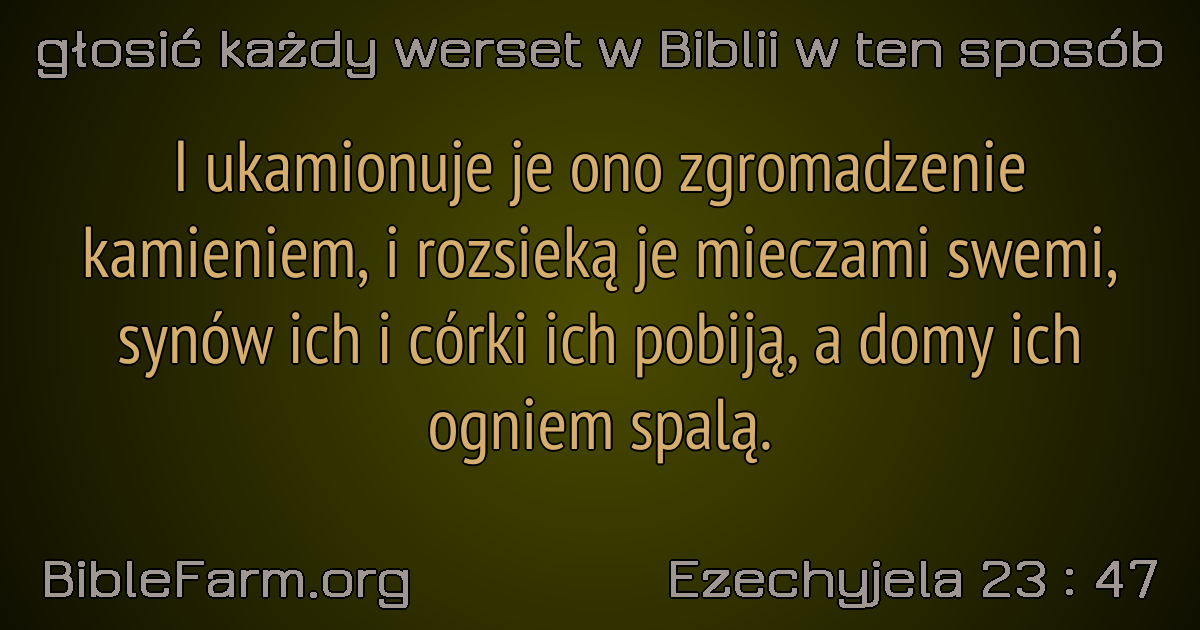 głosić każdy werset w Biblii w ten sposób
I ukamionuje je ono zgromadzenie
kamieniem, i rozsieką je mieczami swemi,
synów ich i córki ich pobiją, a domy ich
ogniem spalą.
BibleFarm.org
Ezechyjela 23 : 47